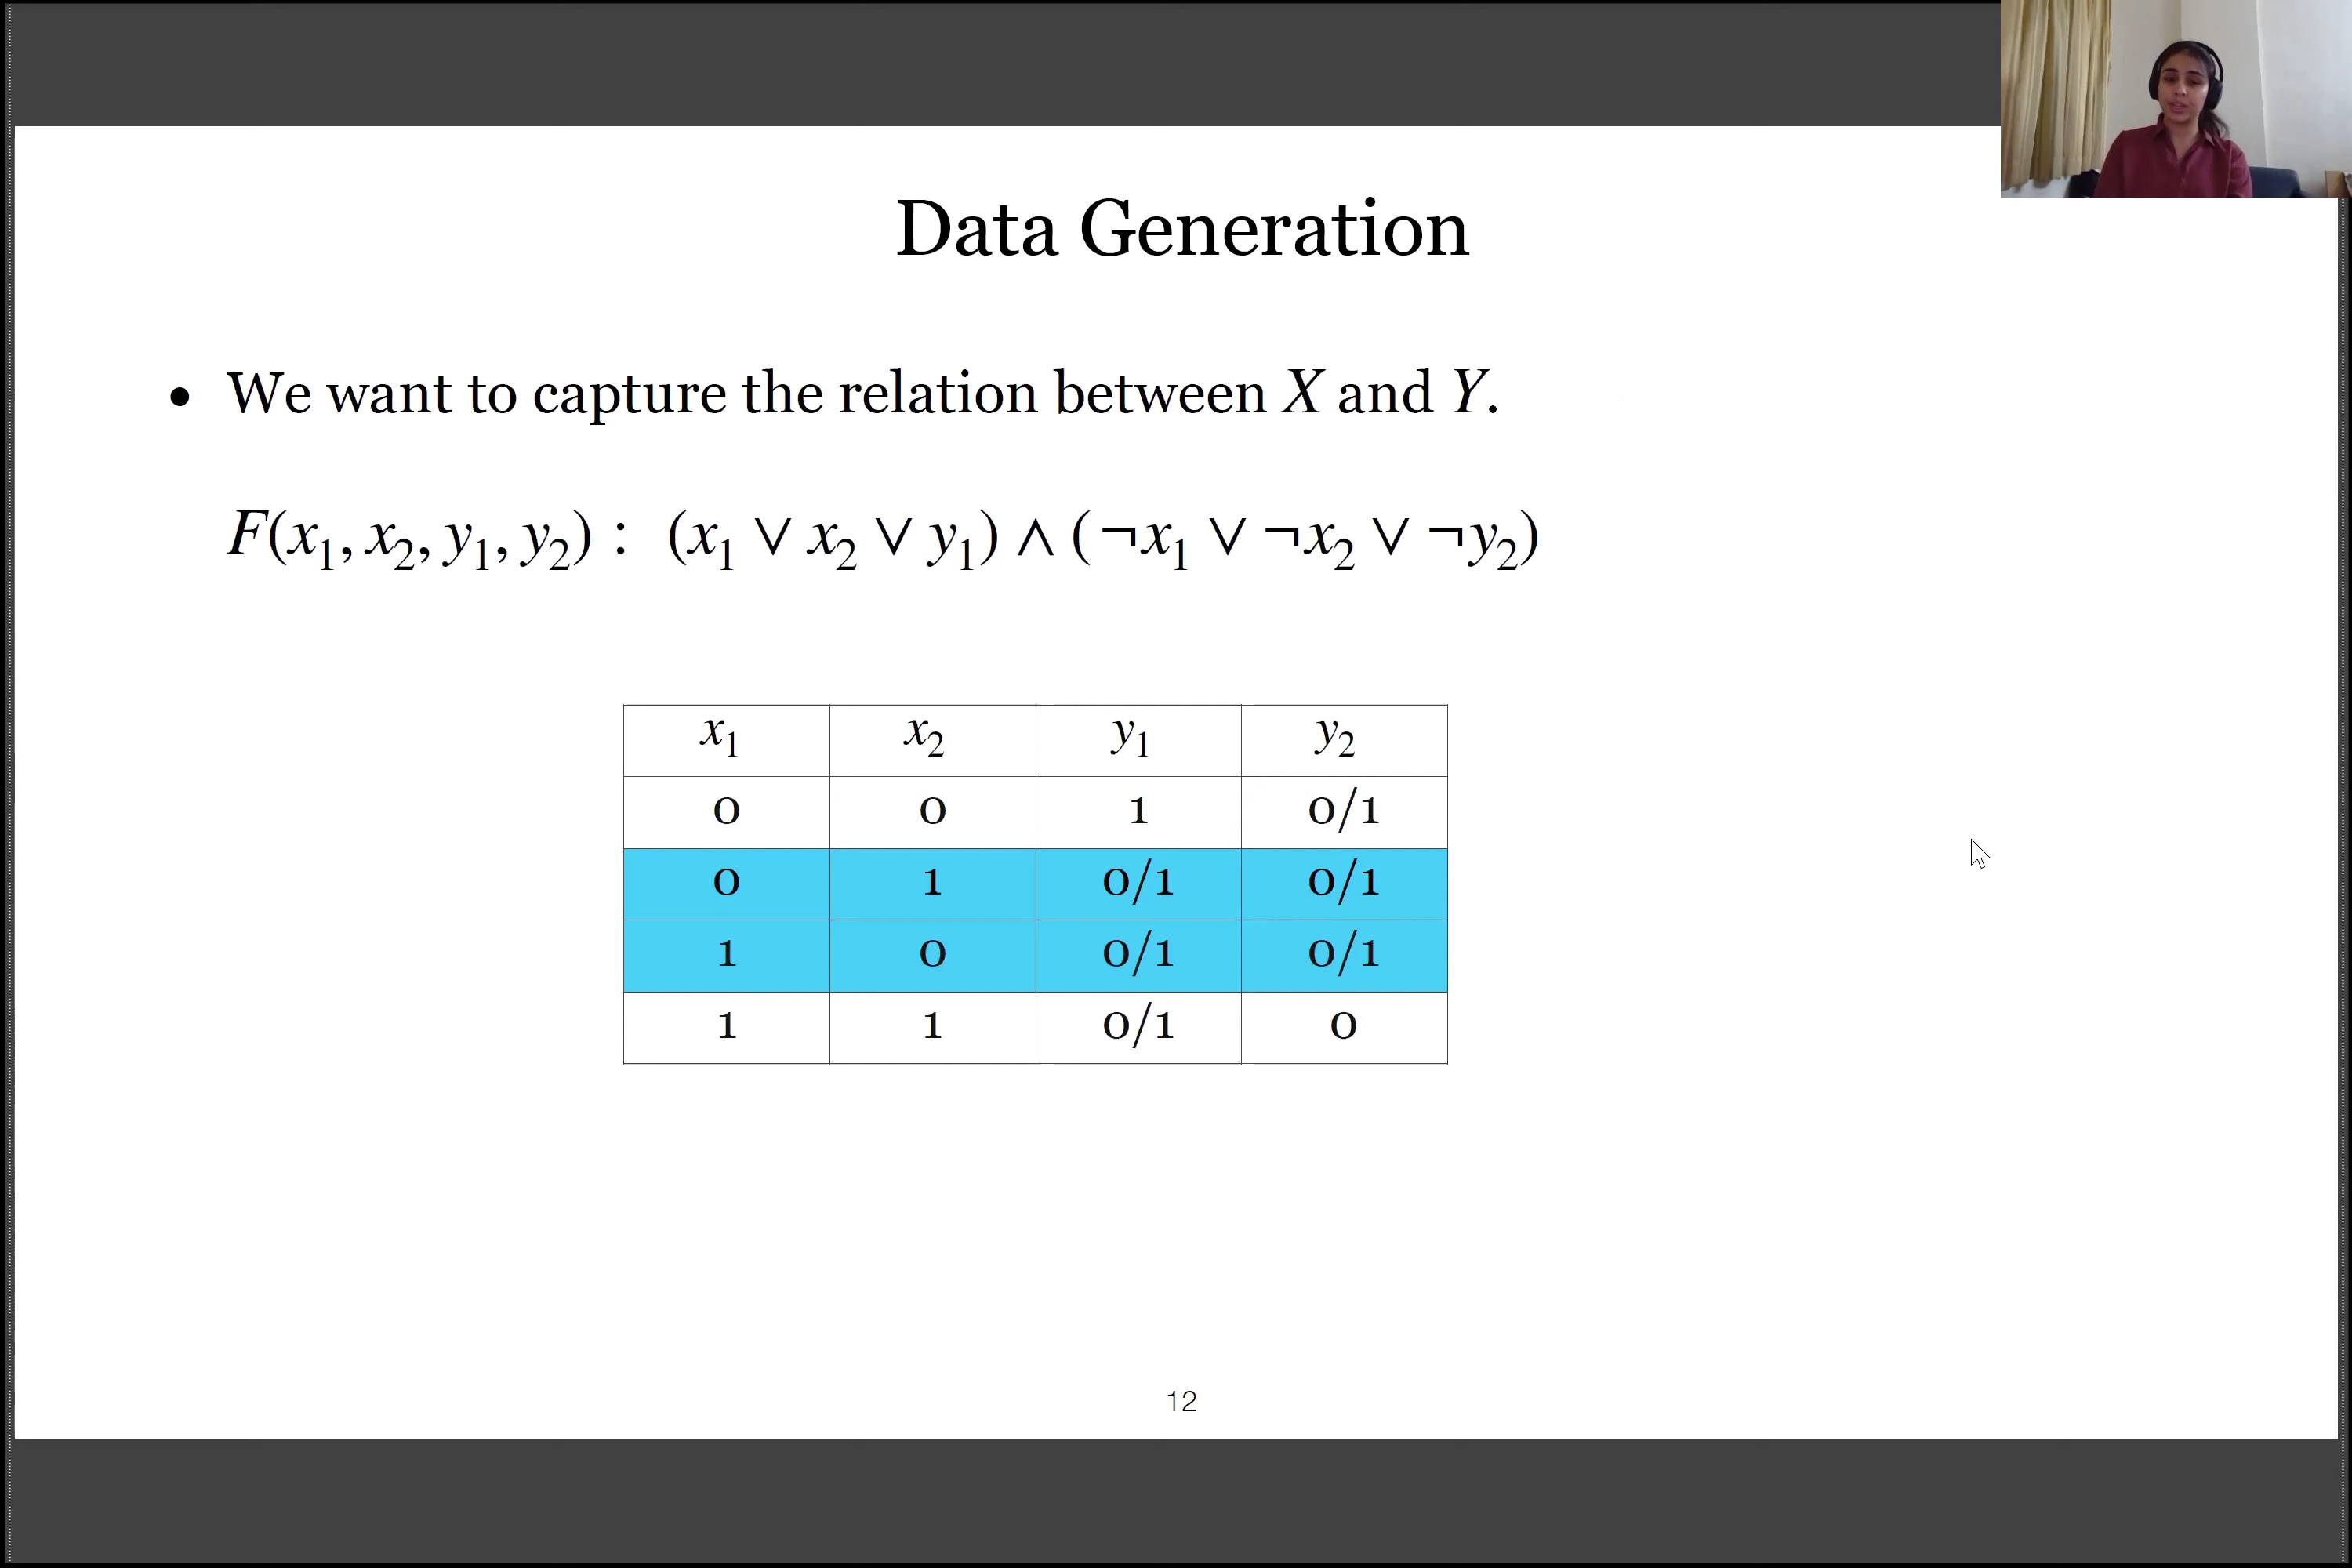 Data Generation
• We want to capture the relation between X and Y.
F(x₁, x₂, y₁, y₂) : (x₁ ∨ x₂ ∨ y₁) ∧ (¬x₁ ∨ ¬x₂ ∨ ¬y₂)
x₁ x₂ y₁ y₂
0 0 1 0/1
0 1 0/1 0/1
1 0 0/1 0/1
1 1 0/1 0
12